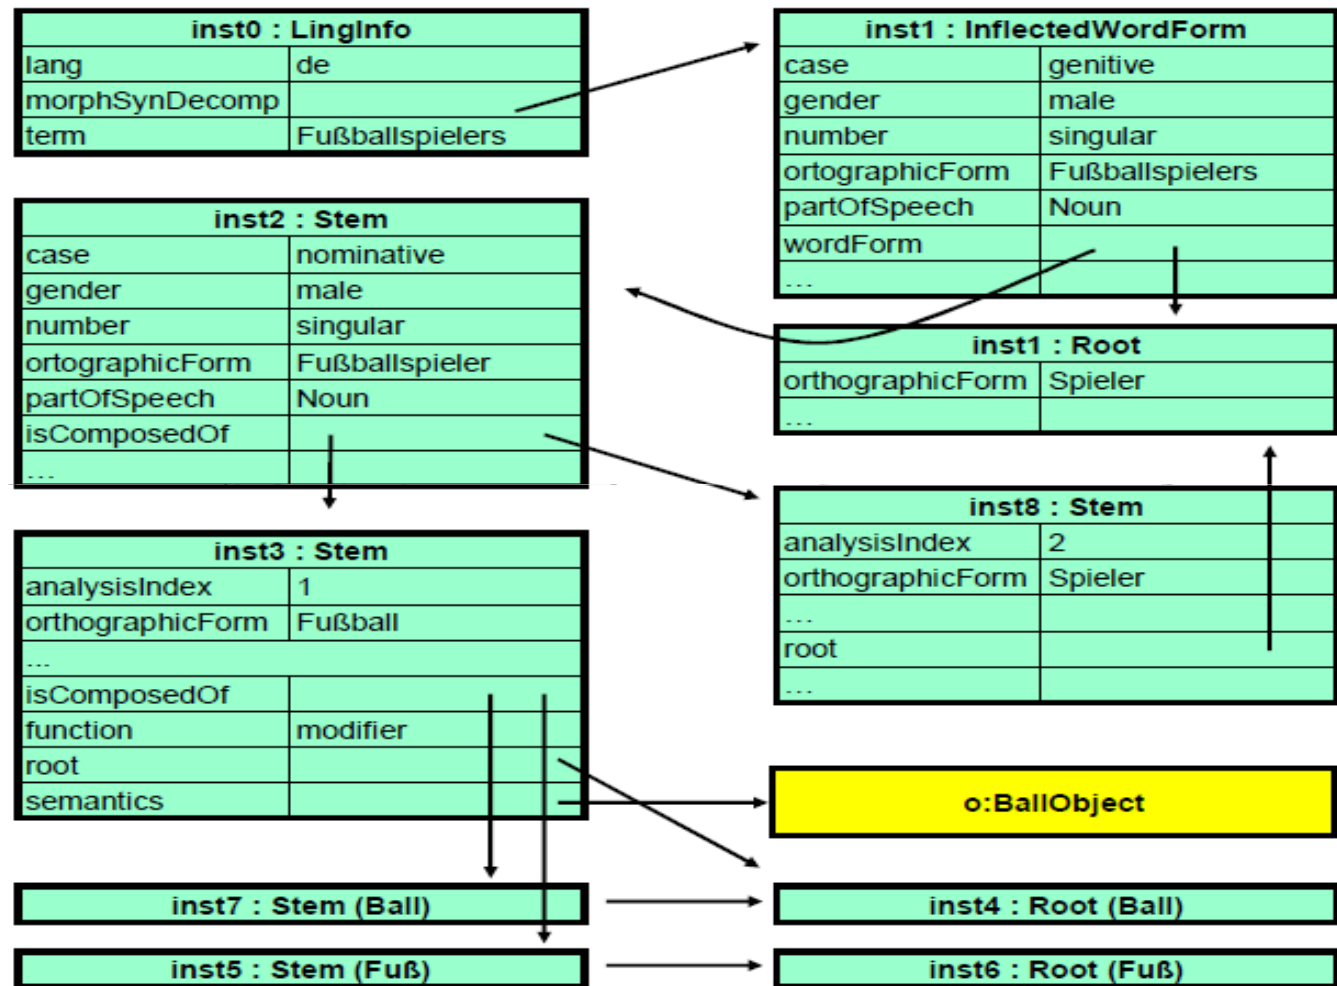 inst0 : LingInfo
lang de
morphSynDecomp
term Fußballspielers
inst1 : InflectedWordForm
case genitive
gender male
number singular
ortographicForm Fußballspielers
partOfSpeech Noun
wordForm
...
inst2 : Stem
case nominative
gender male
number singular
ortographicForm Fußballspieler
partOfSpeech Noun
isComposedOf
...
inst1 : Root
orthographicForm Spieler
...
inst3 : Stem
analysisIndex 1
orthographicForm Fußball
...
isComposedOf
function modifier
root
semantics
inst8 : Stem
analysisIndex 2
orthographicForm Spieler
...
root
...
o:BallObject
inst7 : Stem (Ball)
inst4 : Root (Ball)
inst5 : Stem (Fuß)
inst6 : Root (Fuß)